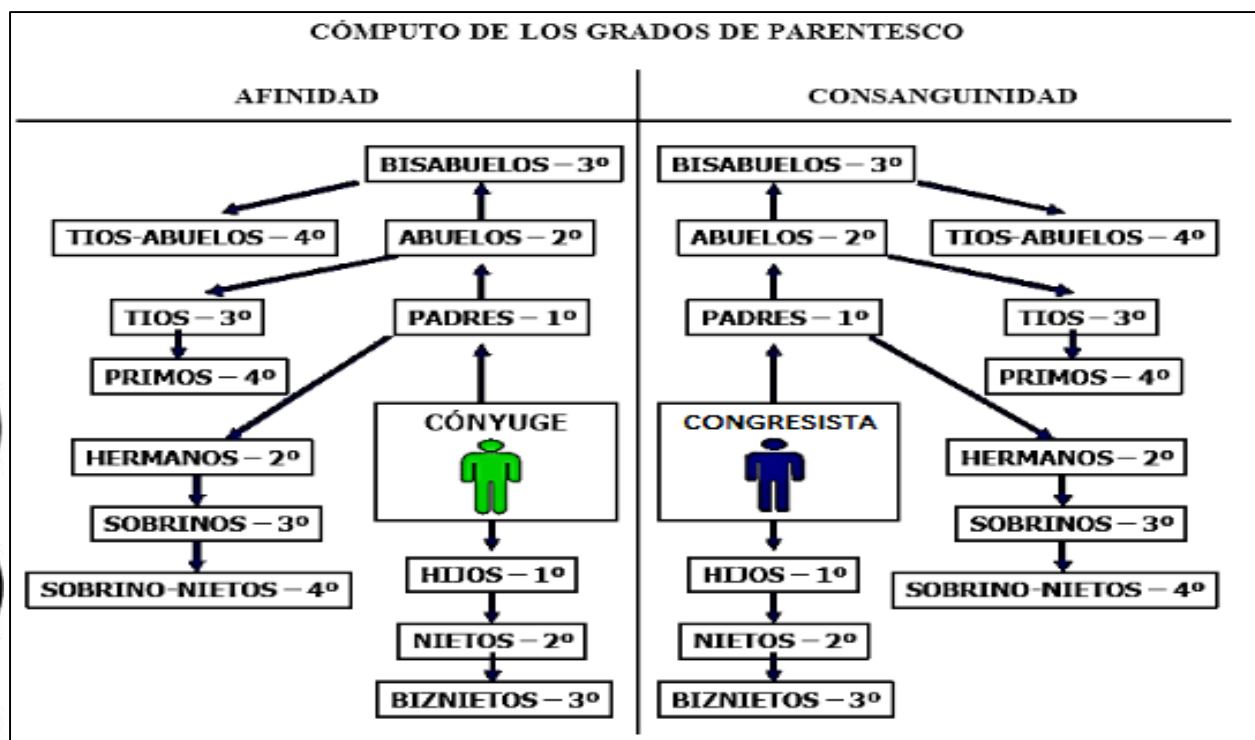 CÓMPUTO DE LOS GRADOS DE PARENTESCO
AFINIDAD
BISABUELOS – 3º
TIOS-ABUELOS – 4º
ABUELOS – 2º
TIOS – 3º
PADRES – 1º
PRIMOS – 4º
CÓNYUGE
HERMANOS – 2º
SOBRINOS – 3º
HIJOS – 1º
SOBRINO-NIETOS – 4º
NIETOS – 2º
BIZNIETOS – 3º
CONSANGUINIDAD
BISABUELOS – 3º
ABUELOS – 2º
TIOS-ABUELOS – 4º
PADRES – 1º
TIOS – 3º
PRIMOS – 4º
CONGRESISTA
HERMANOS – 2º
SOBRINOS – 3º
HIJOS – 1º
SOBRINO-NIETOS – 4º
NIETOS – 2º
BIZNIETOS – 3º